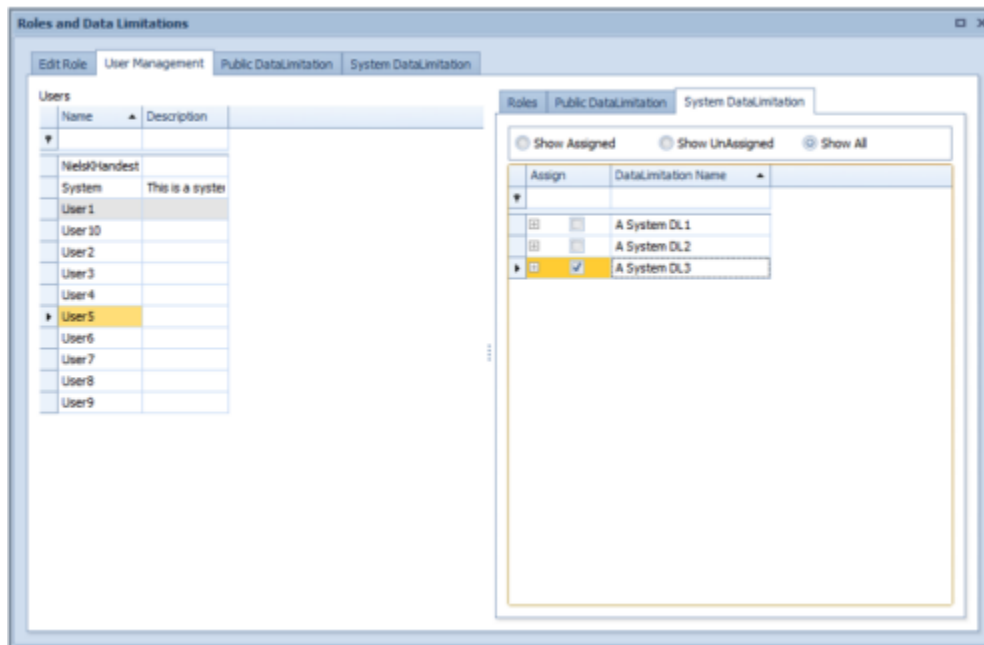 Roles and Data Limitations
Edit Role User Management Public DataLimitation System DataLimitation
Users
Name Description
NielsKHandest
System This is a system
User1
User10
User2
User3
User4
User5
User6
User7
User8
User9
Roles Public DataLimitation System DataLimitation
Show Assigned Show UnAssigned Show All
Assign DataLimitation Name
A System DL1
A System DL2
A System DL3